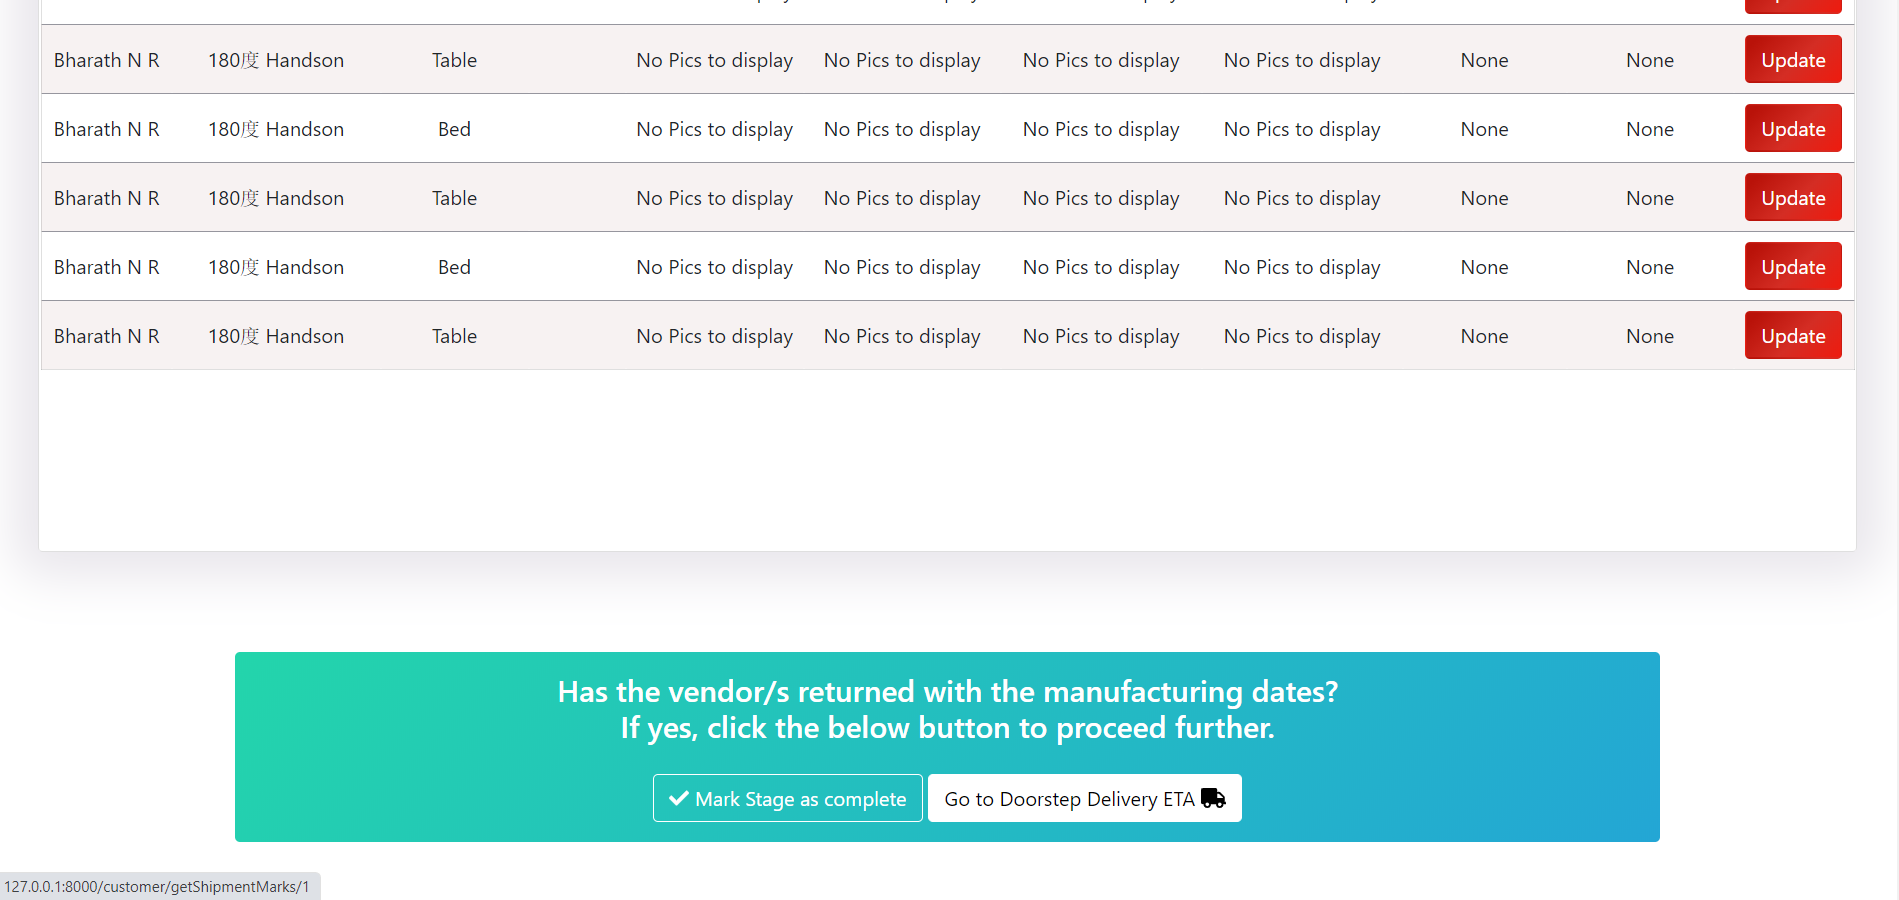 Bharath N R 180度 Handson Table No Pics to display No Pics to display No Pics to display No Pics to display None None Update
Bharath N R 180度 Handson Bed No Pics to display No Pics to display No Pics to display No Pics to display None None Update
Bharath N R 180度 Handson Table No Pics to display No Pics to display No Pics to display No Pics to display None None Update
Bharath N R 180度 Handson Bed No Pics to display No Pics to display No Pics to display No Pics to display None None Update
Bharath N R 180度 Handson Table No Pics to display No Pics to display No Pics to display No Pics to display None None Update
Has the vendor/s returned with the manufacturing dates?
If yes, click the below button to proceed further.
Mark Stage as complete Go to Doorstep Delivery ETA
127.0.0.1:8000/customer/getShipmentMarks/1